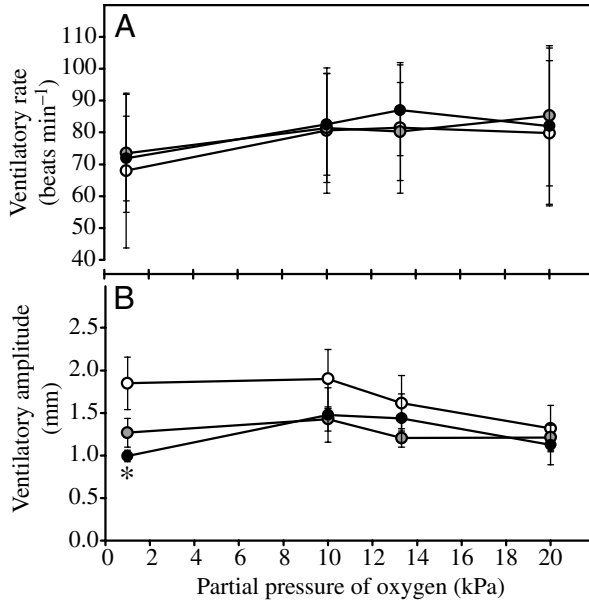 A
110
100
90
80
70
60
50
40
Ventilatory rate
(beats min⁻¹)
B
2.5
2.0
1.5
1.0
0.5
0.0
Ventilatory amplitude
(mm)
*
0 2 4 6 8 10 12 14 16 18 20
Partial pressure of oxygen (kPa)